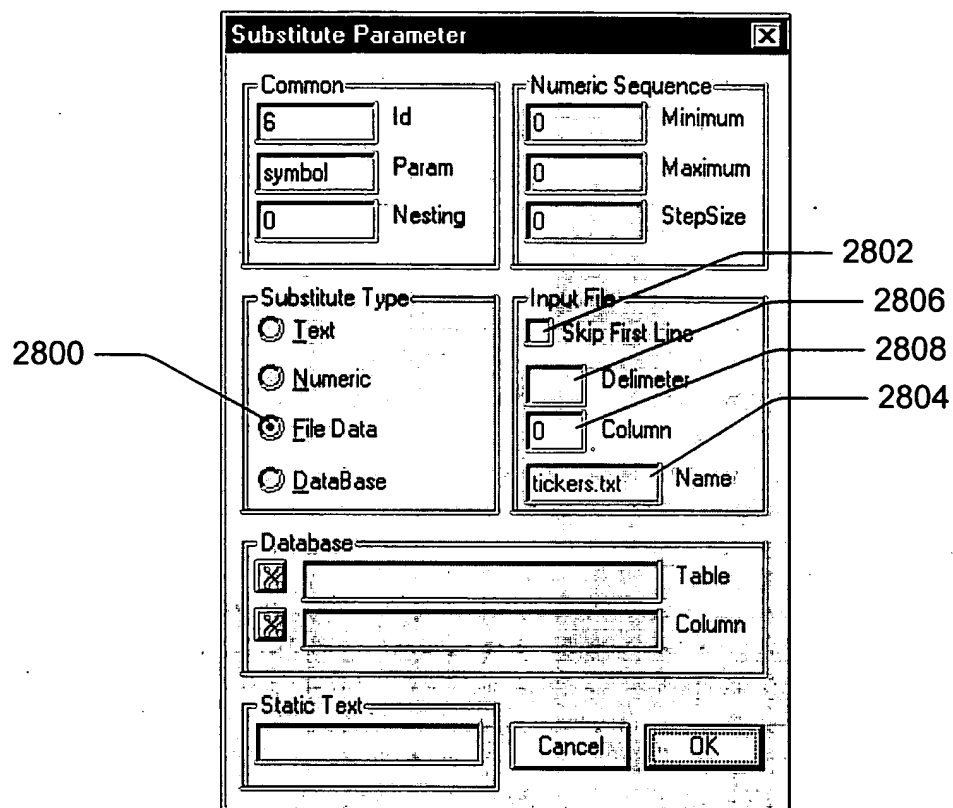 Substitute Parameter
Common
6 Id
symbol Param
0 Nesting
Numeric Sequence
0 Minimum
0 Maximum
0 StepSize
2802
2806
2808
2804
2800
Substitute Type
Text
Numeric
File Data
DataBase
Input File
Skip First Line
Delimeter
0 Column
tickers.txt Name
Database
Table
Column
Static Text
Cancel
OK